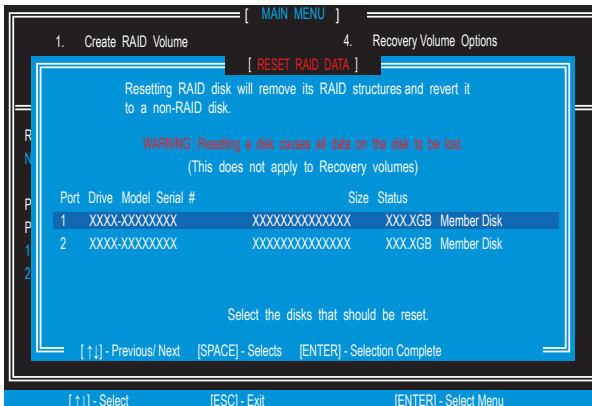 [ MAIN MENU ]
1. Create RAID Volume 4. Recovery Volume Options
[ RESET RAID DATA ]
Resetting RAID disk will remove its RAID structures and revert it
to a non-RAID disk.
WARNING : Resetting a disk causes all data on the disk to be lost.
(This does not apply to Recovery volumes)
R
N
Port Drive Model Serial # Size Status
P
1 XXXX-XXXXXXXX XXXXXXXXXXXXXX XXX.XGB Member Disk
P
2 XXXX-XXXXXXXX XXXXXXXXXXXXXX XXX.XGB Member Disk
1
2
Select the disks that should be reset.
[↑↓] - Previous/ Next [SPACE] - Selects [ENTER] - Selection Complete
[↑↓] - Select [ESC] - Exit [ENTER] - Select Menu